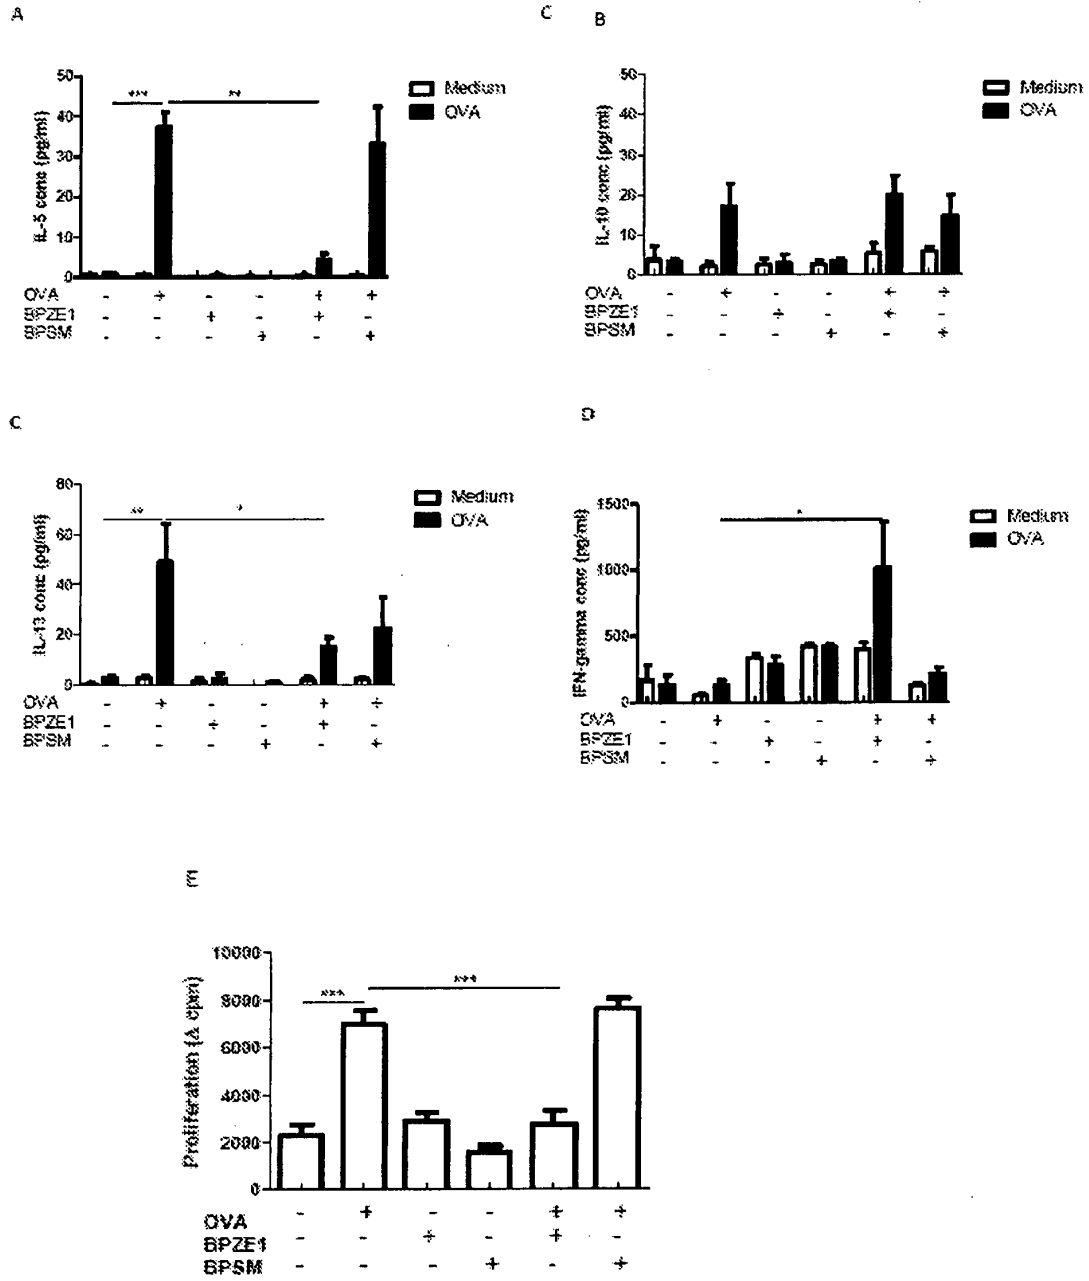 A
C
B
50
40
30
20
10
0
IL-5 conc (pg/ml)
***
**
Medium
OVA
OVA - + - - + +
BPZE1 - - + - + -
BPSM - - - + - +
50
40
30
20
10
0
IL-10 conc (pg/ml)
Medium
OVA
OVA - + - - + +
BPZE1 - - + - + -
BPSM - - - + - +
C
80
60
40
20
0
IL-13 conc (pg/ml)
**
*
Medium
OVA
OVA - + - - + +
BPZE1 - - + - + -
BPSM - - - + - +
D
1500
1000
500
0
IFN-gamma conc (pg/ml)
*
Medium
OVA
OVA - + - - + +
BPZE1 - - + - + -
BPSM - - - + - +
E
10000
8000
6000
4000
2000
0
Proliferation (Δ cpm)
***
***
OVA - + - - + +
BPZE1 - - + - + -
BPSM - - - + - +